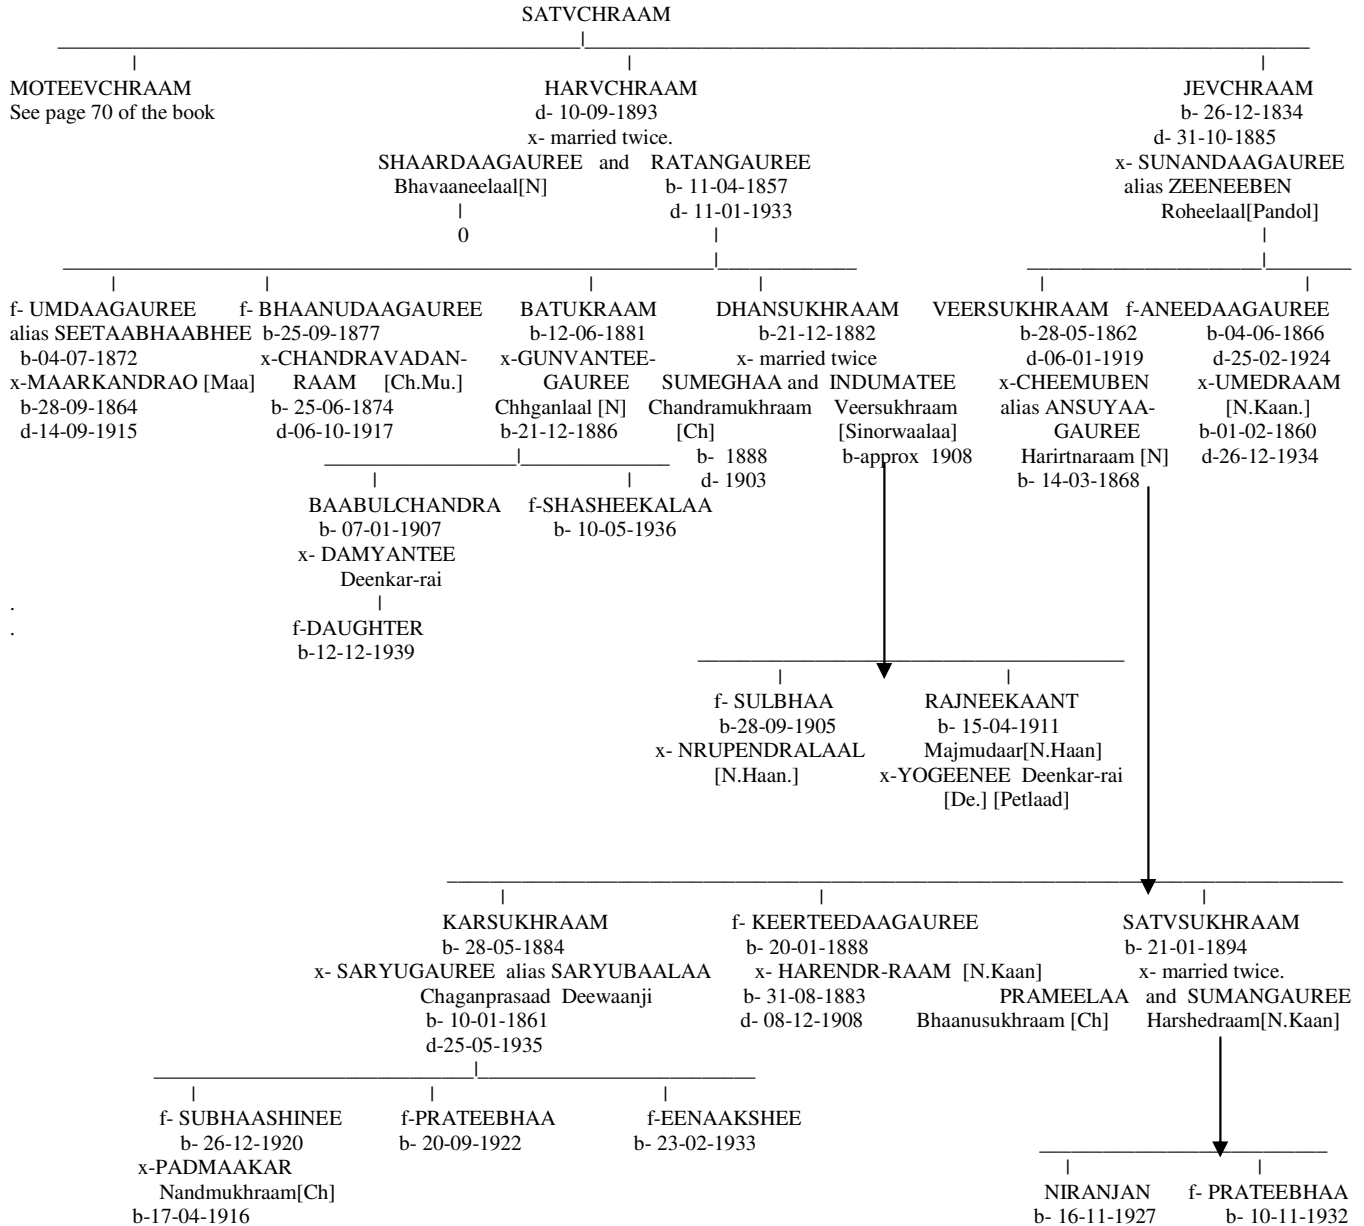 SATVCHRAAM
MOTEEVCHRAAM HARVCHRAAM JEVCHRAAM
See page 70 of the book d- 10-09-1893 b- 26-12-1834
x- married twice. d- 31-10-1885
SHAARDAAGAUREE and RATANGAUREE x- SUNANDAAGAUREE
Bhavaaneelaal[N] b- 11-04-1857 alias ZEENEEBEN
d- 11-01-1933 Roheelaal[Pandol]
0
f- UMDAAGAUREE f- BHAANUDAAGAUREE BATUKRAAM DHANSUKHRAAM VEERSUKHRAAM f-ANEEDAAGAUREE
alias SEETAABHAABHEE b-25-09-1877 b-12-06-1881 b-21-12-1882 b-28-05-1862 b-04-06-1866
b-04-07-1872 x-CHANDRAVADAN- x-GUNVANTEE- x- married twice d-06-01-1919 d-25-02-1924
x-MAARKANDRAO [Maa] RAAM [Ch.Mu.] GAUREE SUMEGHAA and INDUMATEE x-CHEEMUBEN x-UMEDRAAM
b-28-09-1864 b- 25-06-1874 Chhganlaal [N] Chandramukhraam Veersukhraam alias ANSUYAA- [N.Kaan.]
d-14-09-1915 d-06-10-1917 b-21-12-1886 [Ch] [Sinorwaalaa] GAUREE b-01-02-1860
b- 1888 b-approx 1908 Harirtnaraam [N] d-26-12-1934
d- 1903 b- 14-03-1868
BAABULCHANDRA f-SHASHEEKALAA
b- 07-01-1907 b- 10-05-1936
x- DAMYANTEE
Deenkar-rai
.
. f-DAUGHTER
b-12-12-1939
f- SULBHAA RAJNEEKAANT
b-28-09-1905 b- 15-04-1911
x- NRUPENDRALAAL Majmudaar[N.Haan]
[N.Haan.] x-YOGEENEE Deenkar-rai
[De.] [Petlaad]
KARSUKHRAAM f- KEERTEEDAAGAUREE SATVSUKHRAAM
b- 28-05-1884 b- 20-01-1888 b- 21-01-1894
x- SARYUGAUREE alias SARYUBAALAA x- HARENDR-RAAM [N.Kaan] x- married twice.
Chaganprasaad Deewaanji b- 31-08-1883 PRAMEELAA and SUMANGAUREE
b- 10-01-1861 d- 08-12-1908 Bhaanusukhraam [Ch] Harshedraam[N.Kaan]
d-25-05-1935
f- SUBHAASHINEE f-PRATEEBHAA f-EENAAKSHEE
b- 26-12-1920 b- 20-09-1922 b- 23-02-1933
x-PADMAAKAR
Nandmukhraam[Ch] NIRANJAN f- PRATEEBHAA
b-17-04-1916 b- 16-11-1927 b- 10-11-1932